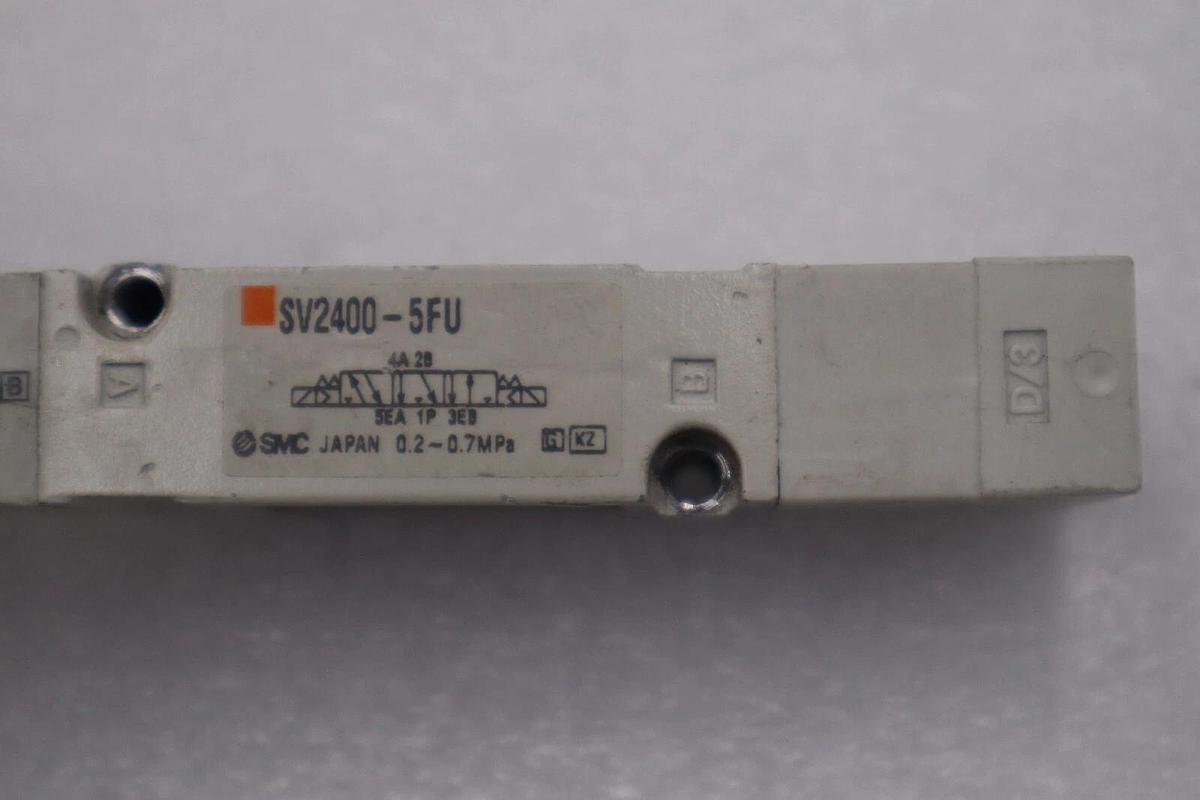 SV2400-5FU
4A 2B
5EA 1P 3EB
SMC JAPAN 0.2~0.7MPa G KZ
B
A
B
D/3